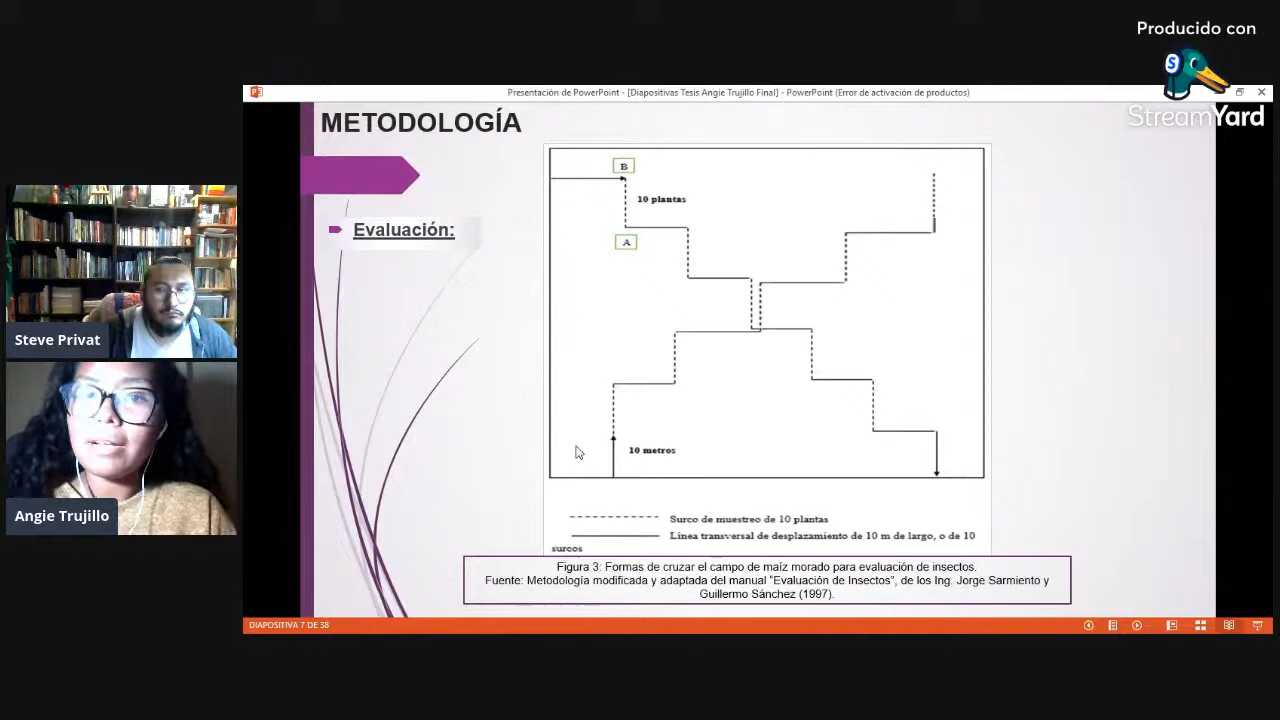 Producido con
StreamYard
Presentación de PowerPoint - [Diapositivas Tesis Angie Trujillo Final] - PowerPoint (Error de activación de productos)
METODOLOGÍA
Evaluación:
B
10 plantas
A
10 metros
Surco de muestreo de 10 plantas
Línea transversal de desplazamiento de 10 m de largo, o de 10
surcos
Figura 3: Formas de cruzar el campo de maíz morado para evaluación de insectos.
Fuente: Metodología modificada y adaptada del manual "Evaluación de Insectos", de los Ing. Jorge Sarmiento y
Guillermo Sánchez (1997).
DIAPOSITIVA 7 DE 38
Steve Privat
Angie Trujillo